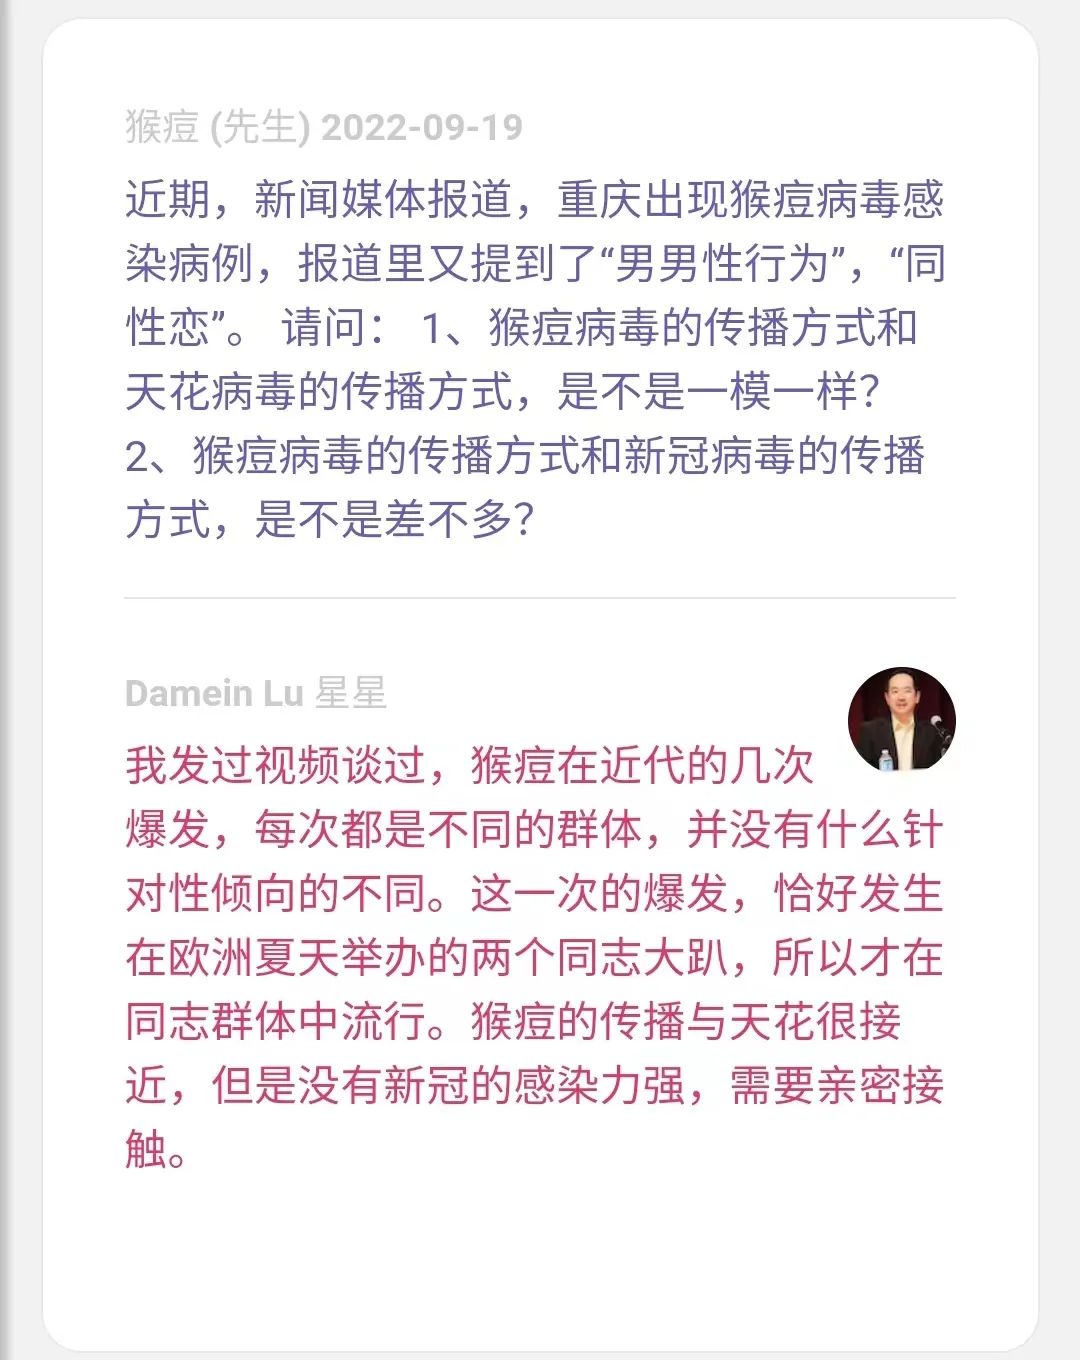 猴痘 (先生) 2022-09-19
近期，新闻媒体报道，重庆出现猴痘病毒感
染病例，报道里又提到了“男男性行为”，“同
性恋”。 请问： 1、猴痘病毒的传播方式和
天花病毒的传播方式，是不是一模一样？
2、猴痘病毒的传播方式和新冠病毒的传播
方式，是不是差不多？
Damein Lu 星星
我发过视频谈过，猴痘在近代的几次
爆发，每次都是不同的群体，并没有什么针
对性倾向的不同。这一次的爆发，恰好发生
在欧洲夏天举办的两个同志大趴，所以才在
同志群体中流行。猴痘的传播与天花很接
近，但是没有新冠的感染力强，需要亲密接
触。